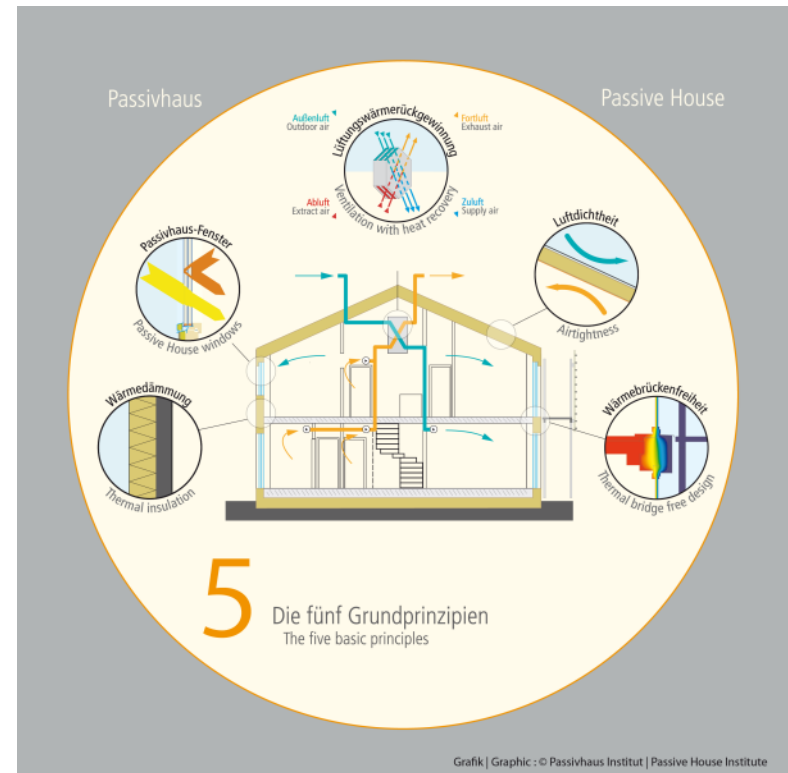 Passivhaus
Passive House
Außenluft
Outdoor air
Fortluft
Exhaust air
Lüftungswärmerückgewinnung
Ventilation with heat recovery
Abluft
Extract air
Zuluft
Supply air
Passivhaus-Fenster
Passive House windows
Luftdichtheit
Airtightness
Wärmedämmung
Thermal insulation
Wärmebrückenfreiheit
Thermal bridge free design
5
Die fünf Grundprinzipien
The five basic principles
Grafik | Graphic : © Passivhaus Institut | Passive House Institute